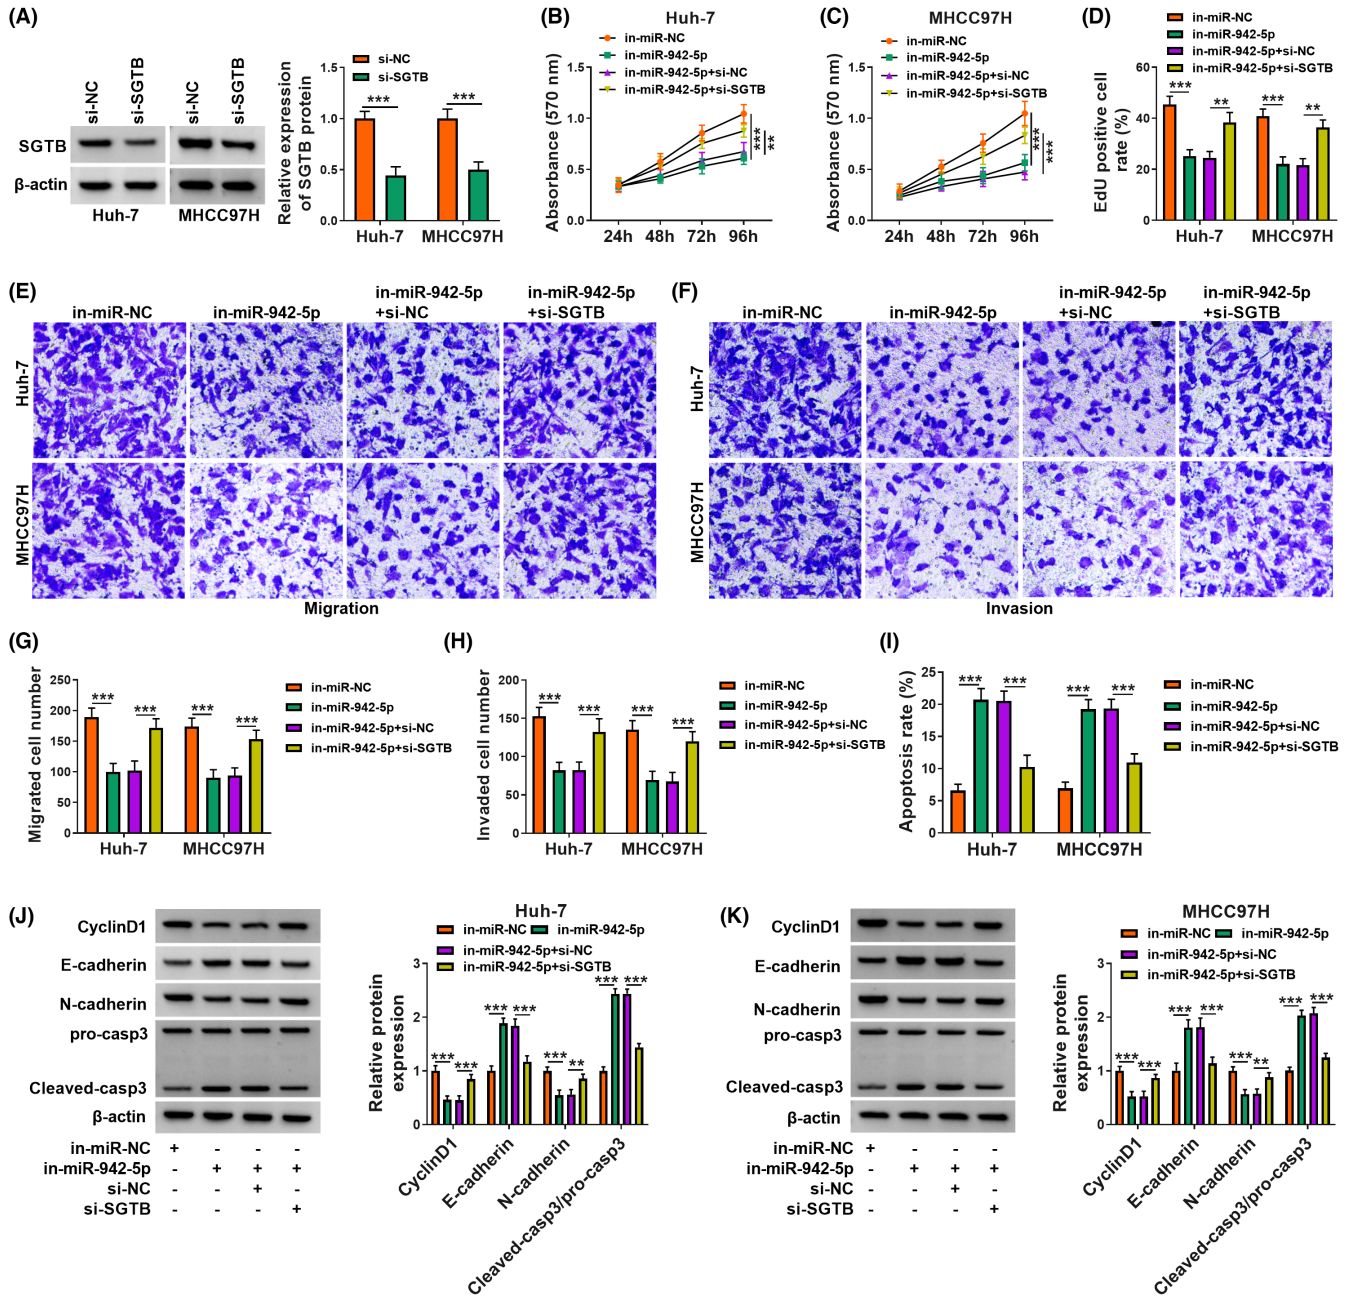 (A)
si-NC
si-SGTB
si-NC
si-SGTB
SGTB
β-actin
Huh-7
MHCC97H
si-NC
si-SGTB
Relative expression
of SGTB protein
1.5
1.0
0.5
0.0
***
***
Huh-7
MHCC97H
(B)
Huh-7
in-miR-NC
in-miR-942-5p
in-miR-942-5p+si-NC
in-miR-942-5p+si-SGTB
Absorbance (570 nm)
1.5
1.0
0.5
0.0
***
**
24h 48h 72h 96h
(C)
MHCC97H
in-miR-NC
in-miR-942-5p
in-miR-942-5p+si-NC
in-miR-942-5p+si-SGTB
Absorbance (570 nm)
1.5
1.0
0.5
0.0
***
***
24h 48h 72h 96h
(D)
in-miR-NC
in-miR-942-5p
in-miR-942-5p+si-NC
in-miR-942-5p+si-SGTB
EdU positive cell
rate (%)
60
40
20
0
*** ** *** **
Huh-7 MHCC97H
(E)
in-miR-NC
in-miR-942-5p
in-miR-942-5p
+si-NC
in-miR-942-5p
+si-SGTB
Huh-7
MHCC97H
Migration
(F)
in-miR-NC
in-miR-942-5p
in-miR-942-5p
+si-NC
in-miR-942-5p
+si-SGTB
Huh-7
MHCC97H
Invasion
(G)
Migrated cell number
250
200
150
100
50
0
*** *** *** ***
Huh-7 MHCC97H
in-miR-NC
in-miR-942-5p
in-miR-942-5p+si-NC
in-miR-942-5p+si-SGTB
(H)
Invaded cell number
200
150
100
50
0
*** *** *** ***
Huh-7 MHCC97H
in-miR-NC
in-miR-942-5p
in-miR-942-5p+si-NC
in-miR-942-5p+si-SGTB
(I)
Apoptosis rate (%)
25
20
15
10
5
0
*** *** *** ***
Huh-7 MHCC97H
in-miR-NC
in-miR-942-5p
in-miR-942-5p+si-NC
in-miR-942-5p+si-SGTB
(J)
CyclinD1
E-cadherin
N-cadherin
pro-casp3
Cleaved-casp3
β-actin
in-miR-NC + - - -
in-miR-942-5p - + + +
si-NC - - + -
si-SGTB - - - +
Huh-7
in-miR-NC in-miR-942-5p
in-miR-942-5p+si-NC
in-miR-942-5p+si-SGTB
Relative protein
expression
3
2
1
0
*** *** *** *** *** ** *** ***
CyclinD1
E-cadherin
N-cadherin
Cleaved-casp3/pro-casp3
(K)
CyclinD1
E-cadherin
N-cadherin
pro-casp3
Cleaved-casp3
β-actin
in-miR-NC + - - -
in-miR-942-5p - + + +
si-NC - - + -
si-SGTB - - - +
MHCC97H
in-miR-NC in-miR-942-5p
in-miR-942-5p+si-NC
in-miR-942-5p+si-SGTB
Relative protein
expression
3
2
1
0
*** *** *** *** *** ** *** ***
CyclinD1
E-cadherin
N-cadherin
Cleaved-casp3/pro-casp3